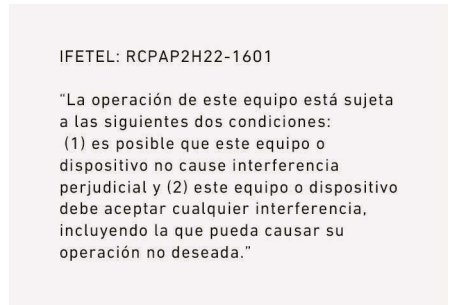 IFETEL: RCPAP2H22-1601
“La operación de este equipo está sujeta
a las siguientes dos condiciones:
(1) es posible que este equipo o
dispositivo no cause interferencia
perjudicial y (2) este equipo o dispositivo
debe aceptar cualquier interferencia,
incluyendo la que pueda causar su
operación no deseada.”